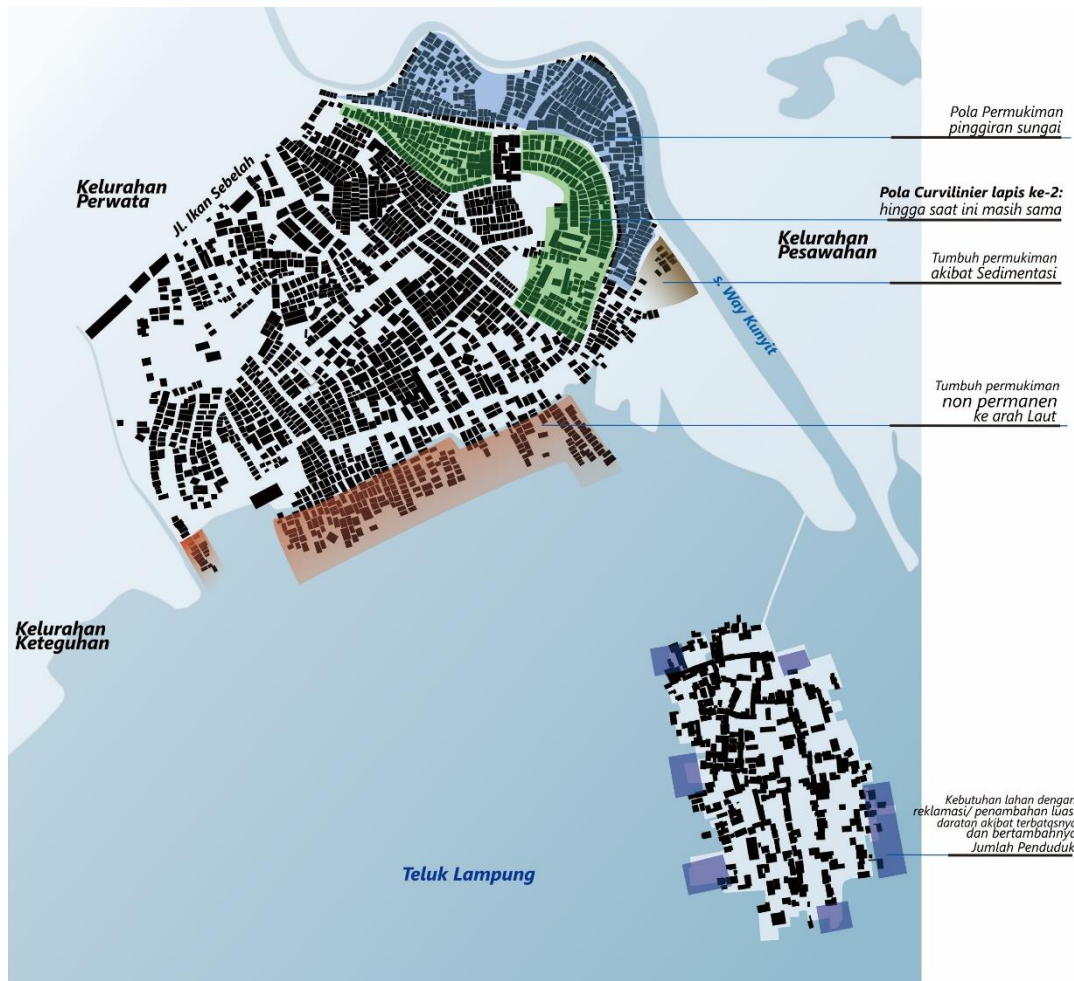 Pola Permukiman
pinggiran sungai
Kelurahan
Perwata
JL. Ikan Sebelah
Pola Curvilinier lapis ke-2:
hingga saat ini masih sama
Kelurahan
Pesawahan
Tumbuh permukiman
akibat Sedimentasi
s. Way Kunyit
Tumbuh permukiman
non permanen
ke arah Laut
Kelurahan
Keteguhan
Kebutuhan lahan dengan
reklamasi/ penambahan luas
daratan akibat terbatasnya
dan bertambahnya
Jumlah Penduduk
Teluk Lampung